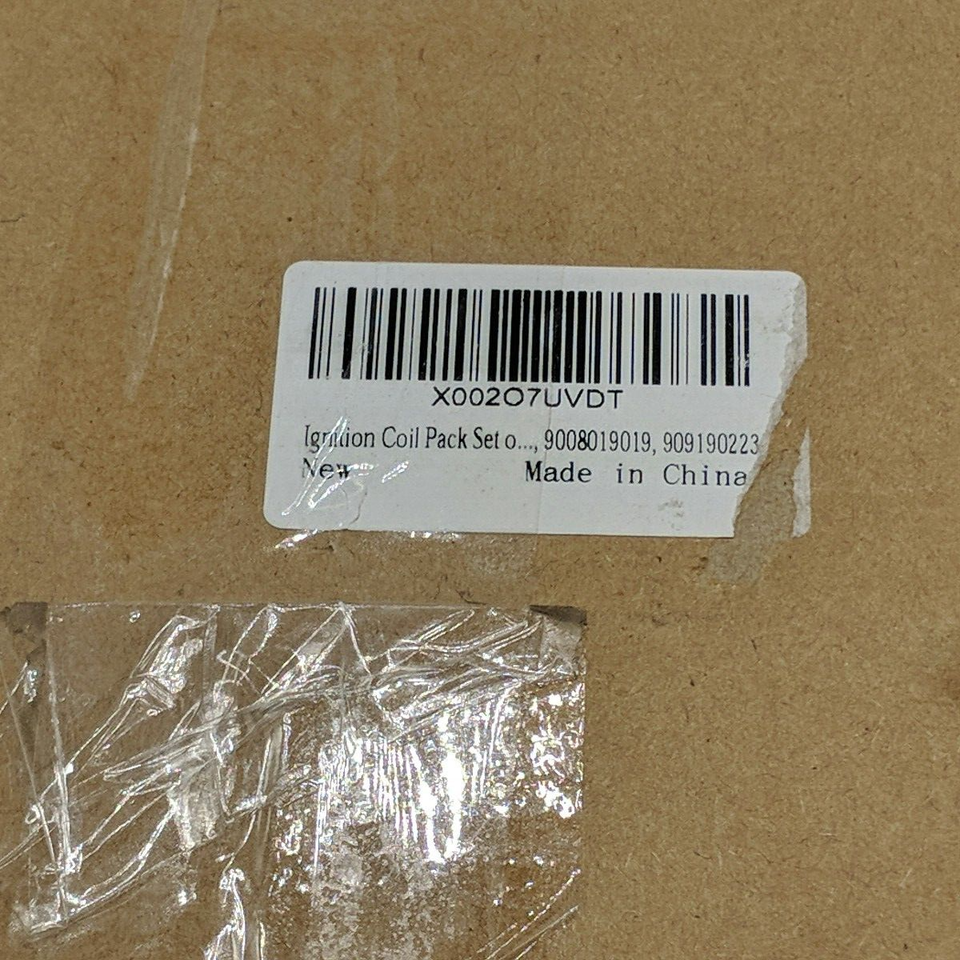 X002O7UVDT
Ignition Coil Pack Set o..., 9008019019, 909190223
New Made in China